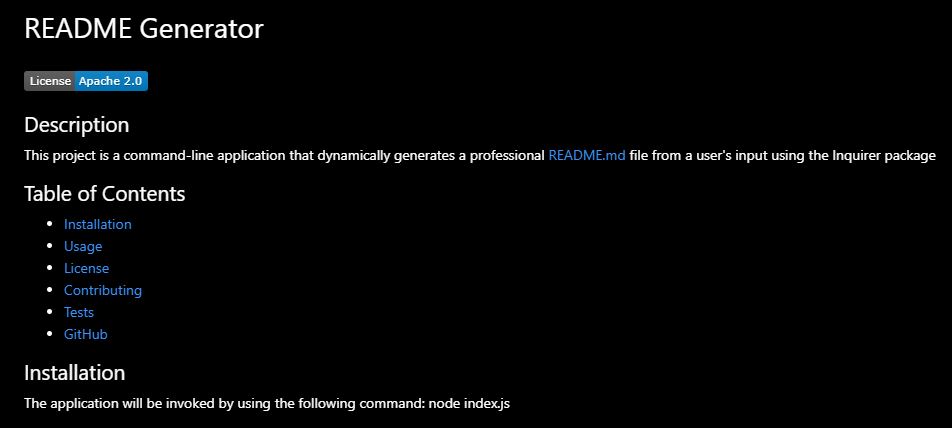 README Generator
License Apache 2.0
Description
This project is a command-line application that dynamically generates a professional README.md file from a user's input using the Inquirer package
Table of Contents
Installation
Usage
License
Contributing
Tests
GitHub
Installation
The application will be invoked by using the following command: node index.js